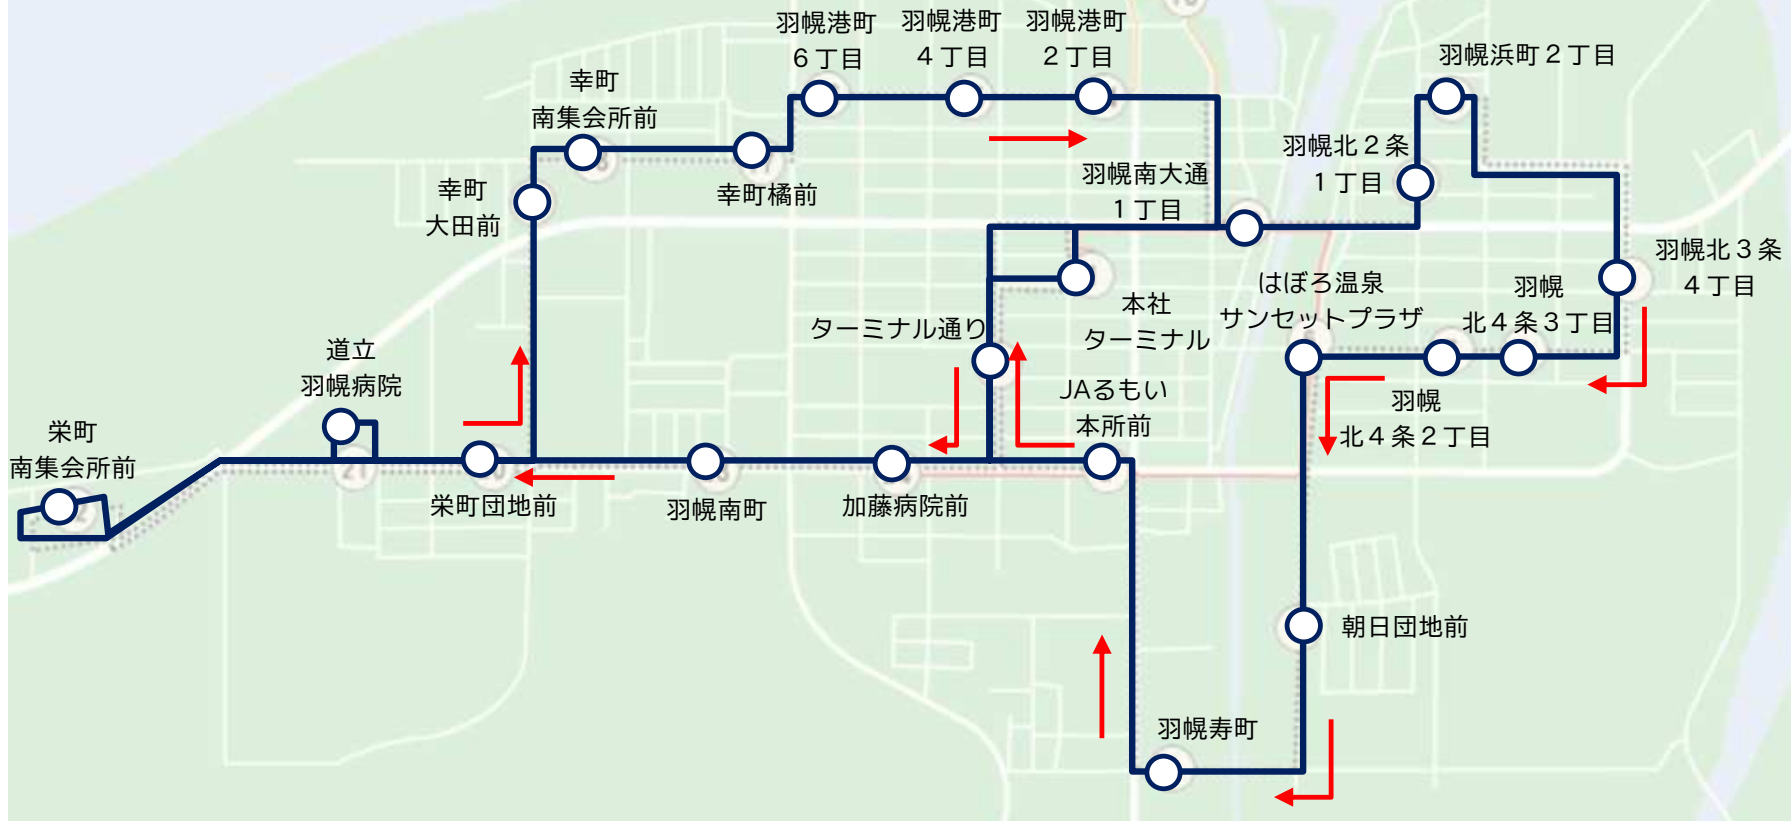 羽幌港町
６丁目
羽幌港町
４丁目
羽幌港町
２丁目
羽幌浜町２丁目
幸町
南集会所前
羽幌北２条
１丁目
羽幌南大通
１丁目
幸町橋前
幸町
大田前
羽幌北３条
４丁目
はぼろ温泉
サンセットプラザ
羽幌
北４条３丁目
本社
ターミナル
ターミナル通り
道立
羽幌病院
JAるもい
本所前
羽幌
北４条２丁目
栄町
南集会所前
栄町団地前
羽幌南町
加藤病院前
朝日団地前
羽幌寿町